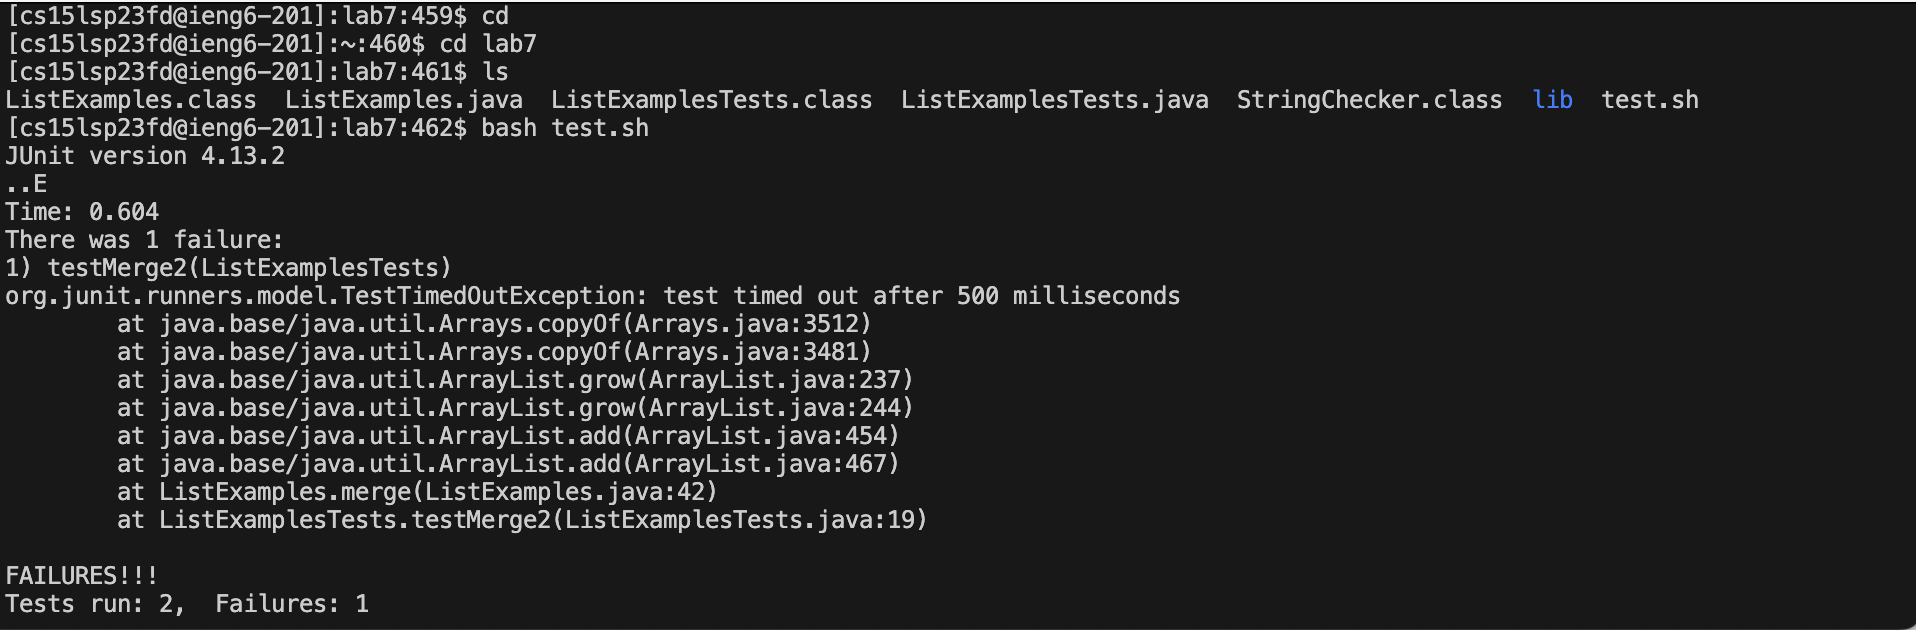 [cs15lsp23fd@ieng6-201]:lab7:459$ cd
[cs15lsp23fd@ieng6-201]:~:460$ cd lab7
[cs15lsp23fd@ieng6-201]:lab7:461$ ls
ListExamples.class  ListExamples.java  ListExamplesTests.class  ListExamplesTests.java  StringChecker.class  lib  test.sh
[cs15lsp23fd@ieng6-201]:lab7:462$ bash test.sh
JUnit version 4.13.2
..E
Time: 0.604
There was 1 failure:
1) testMerge2(ListExamplesTests)
org.junit.runners.model.TestTimedOutException: test timed out after 500 milliseconds
        at java.base/java.util.Arrays.copyOf(Arrays.java:3512)
        at java.base/java.util.Arrays.copyOf(Arrays.java:3481)
        at java.base/java.util.ArrayList.grow(ArrayList.java:237)
        at java.base/java.util.ArrayList.grow(ArrayList.java:244)
        at java.base/java.util.ArrayList.add(ArrayList.java:454)
        at java.base/java.util.ArrayList.add(ArrayList.java:467)
        at ListExamples.merge(ListExamples.java:42)
        at ListExamplesTests.testMerge2(ListExamplesTests.java:19)

FAILURES!!!
Tests run: 2,  Failures: 1